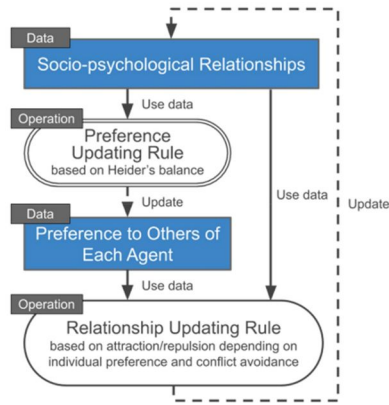 Data
Socio-psychological Relationships
Use data
Operation
Preference
Updating Rule
based on Heider's balance
Use data
Update
Update
Data
Preference to Others of
Each Agent
Use data
Operation
Relationship Updating Rule
based on attraction/repulsion depending on
individual preference and conflict avoidance